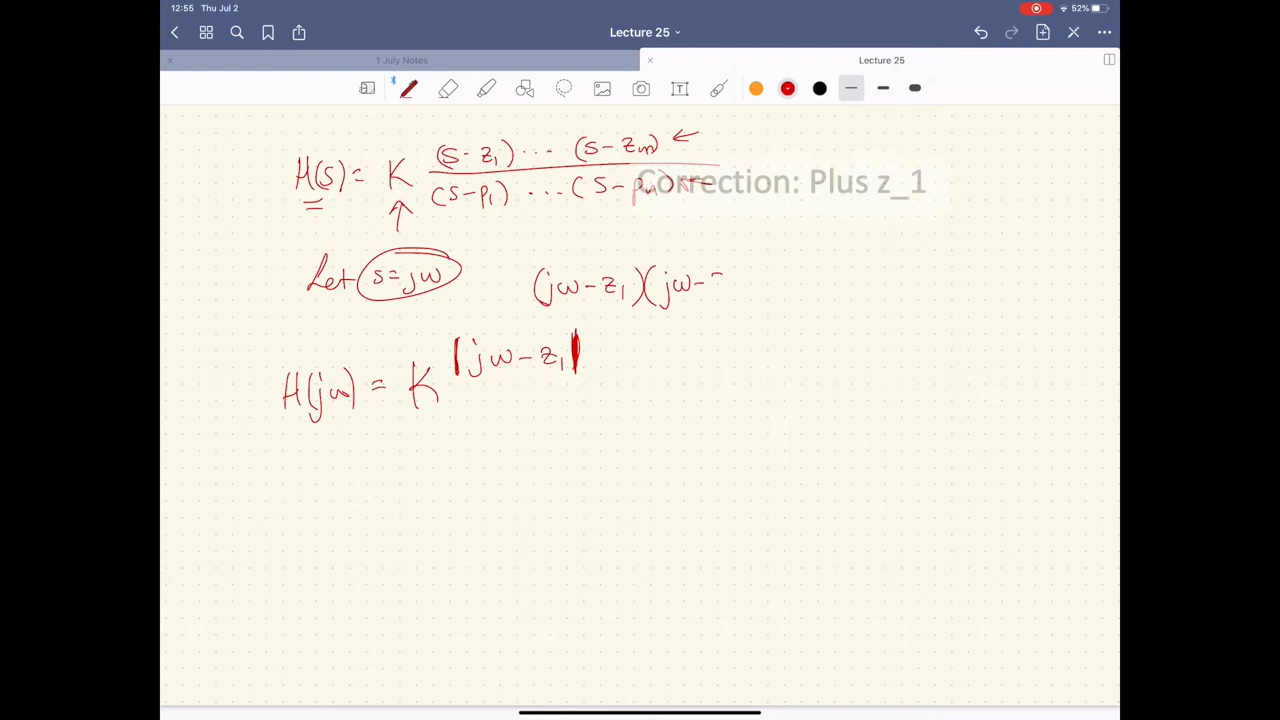 12:55 Thu Jul 2
52%
Lecture 25
1 July Notes
Lecture 25
T
H(s) = K (s-z₁) ··· (s-zₘ) ←
(s-p₁) ··· (s-pₙ) ←
Correction: Plus z_1
Let s=jω
(jω-z₁)(jω-
H(jω) = K |jω-z₁|